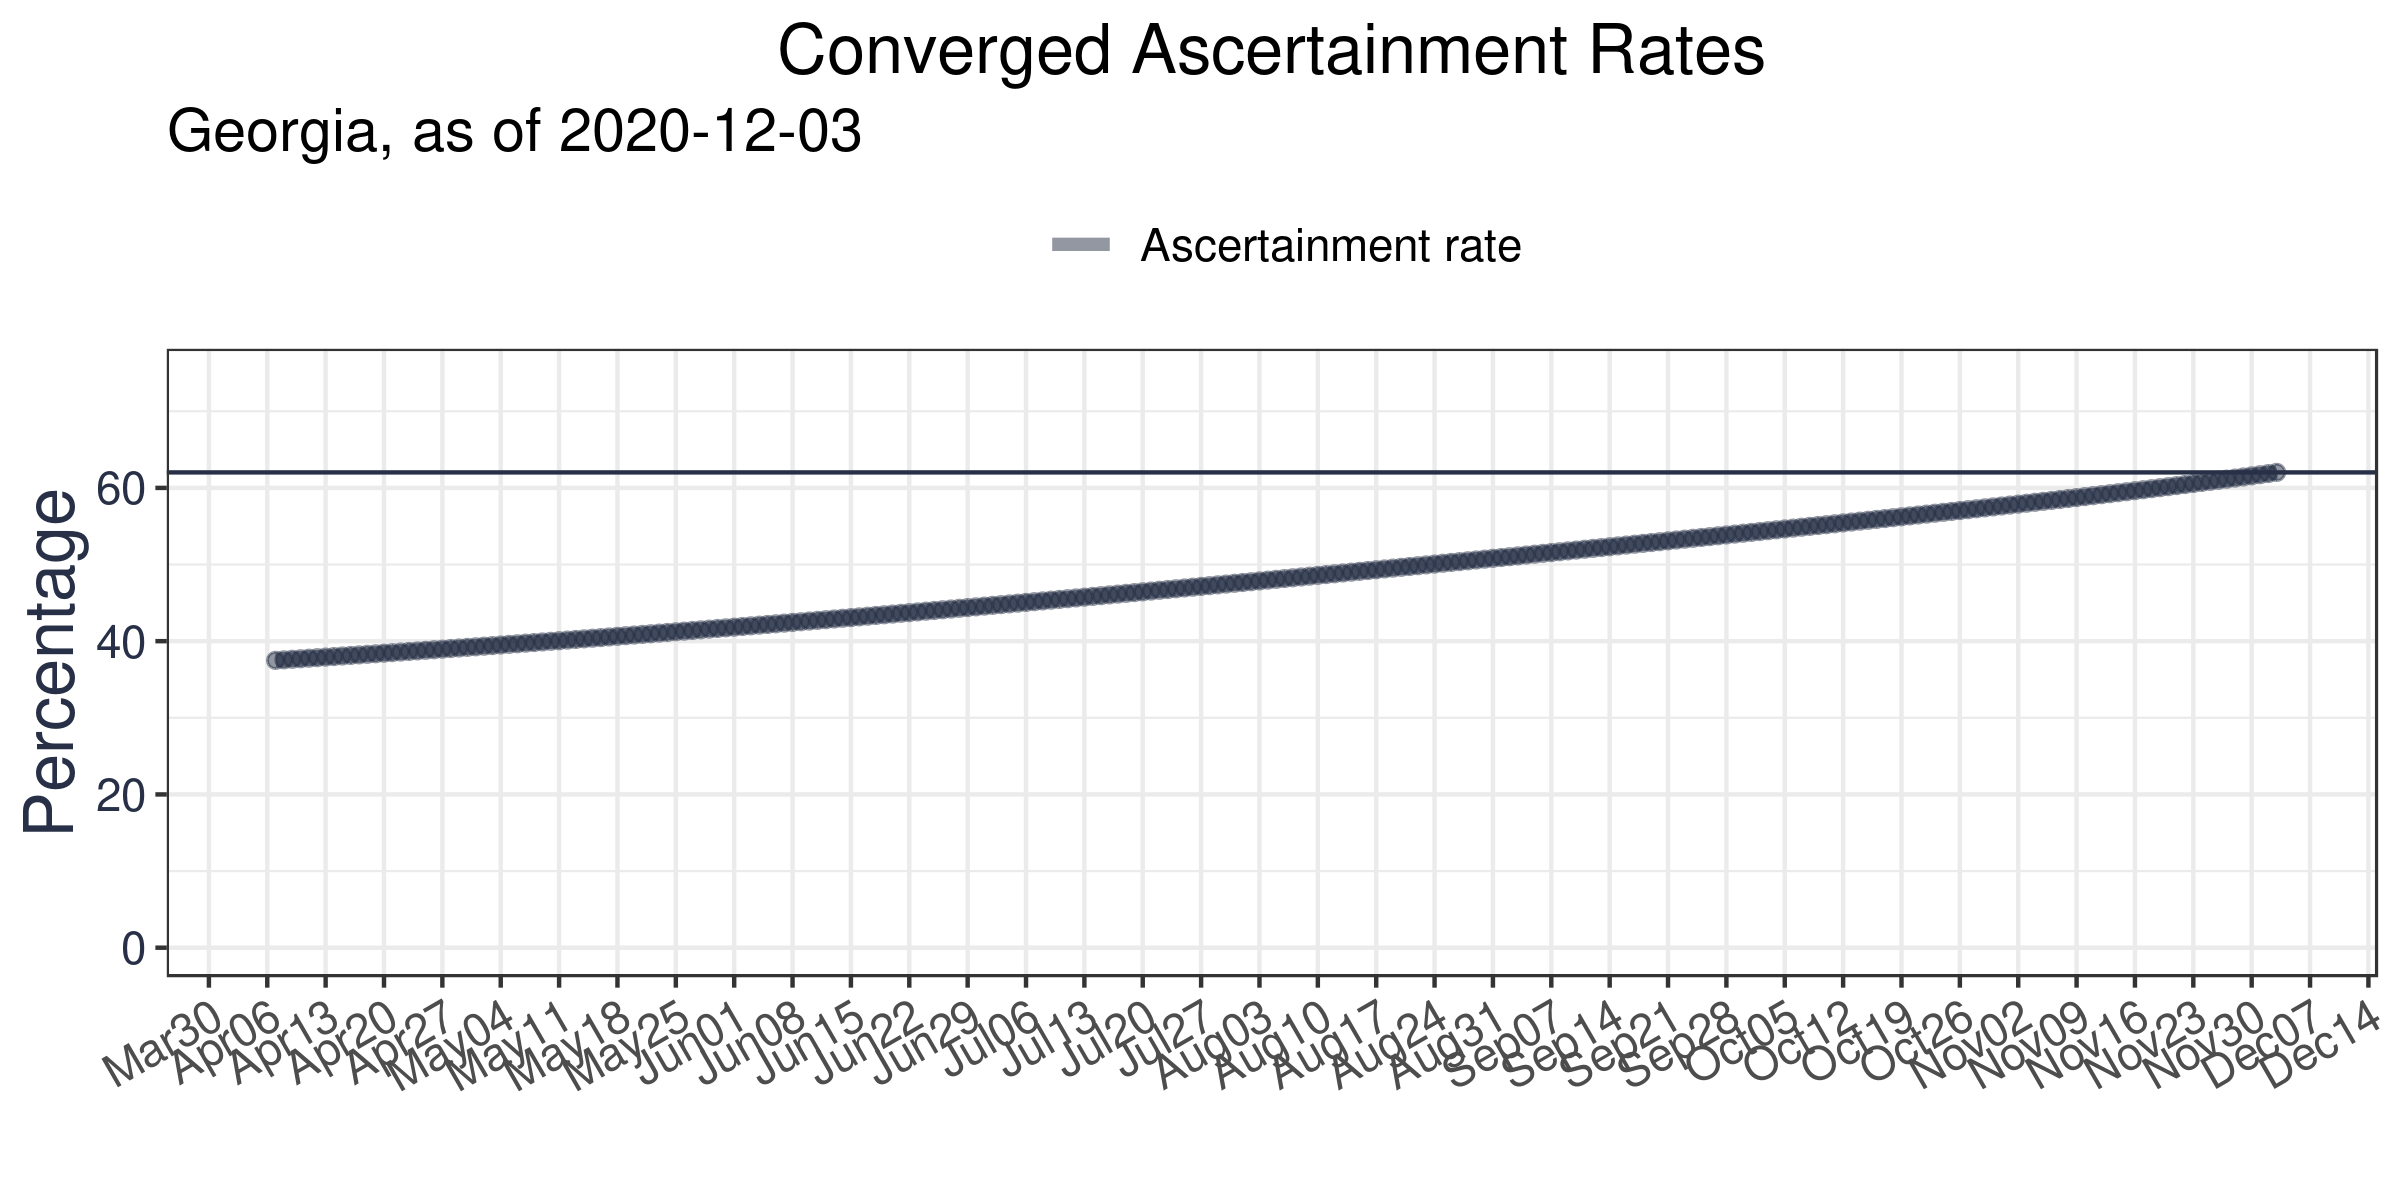 Converged Ascertainment Rates
Georgia, as of 2020-12-03
Ascertainment rate
Percentage
60
40
20
0
Mar30 Apr06 Apr13 Apr20 Apr27 May04 May11 May18 May25 Jun01 Jun08 Jun15 Jun22 Jun29 Jul06 Jul13 Jul20 Jul27 Aug03 Aug10 Aug17 Aug24 Aug31 Sep07 Sep14 Sep21 Sep28 Oct05 Oct12 Oct19 Oct26 Nov02 Nov09 Nov16 Nov23 Nov30 Dec07 Dec14